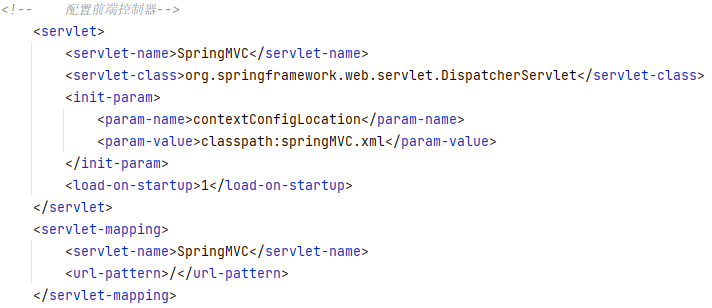 <!--    配置前端控制器-->
    <servlet>
        <servlet-name>SpringMVC</servlet-name>
        <servlet-class>org.springframework.web.servlet.DispatcherServlet</servlet-class>
        <init-param>
            <param-name>contextConfigLocation</param-name>
            <param-value>classpath:springMVC.xml</param-value>
        </init-param>
        <load-on-startup>1</load-on-startup>
    </servlet>
    <servlet-mapping>
        <servlet-name>SpringMVC</servlet-name>
        <url-pattern>/</url-pattern>
    </servlet-mapping>